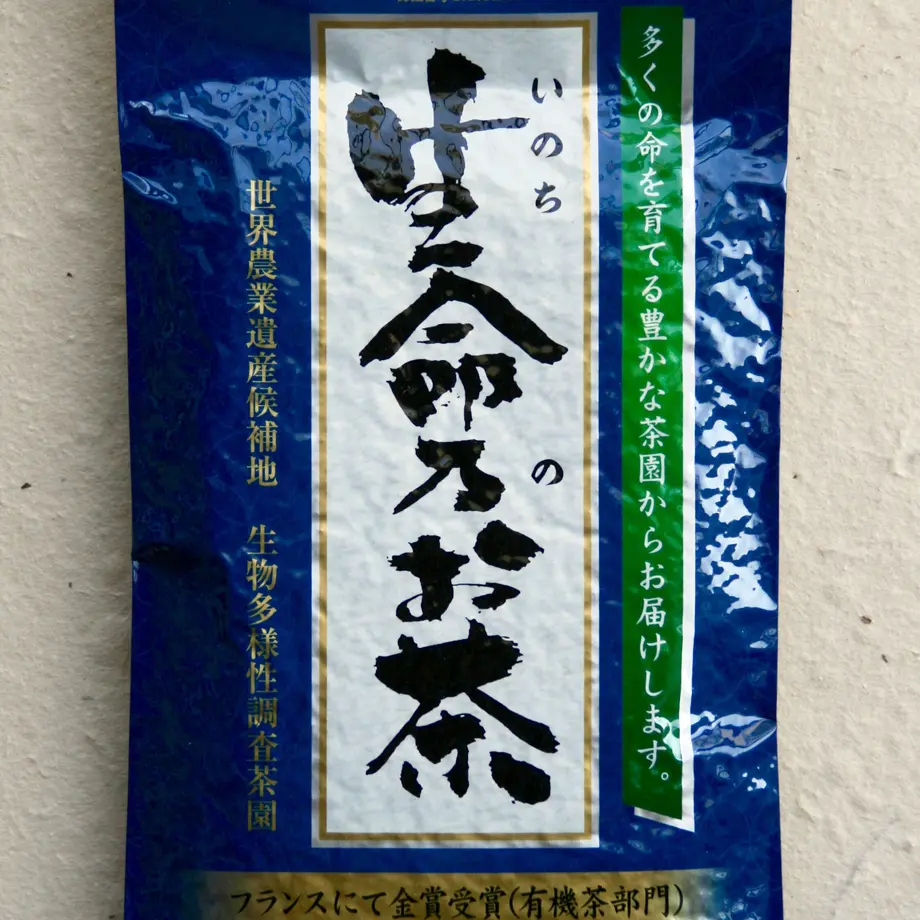 多くの命を育てる豊かな茶園からお届けします。
いのちの
生命乃お茶
世界農業遺産候補地 生物多様性調査茶園
フランスにて金賞受賞(有機茶部門)